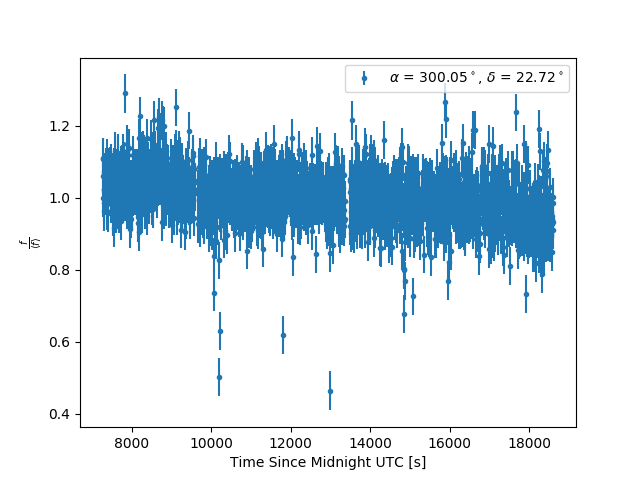 α = 300.05°, δ = 22.72°
1.2
1.0
0.8
0.6
0.4
f/⟨f⟩
8000 10000 12000 14000 16000 18000
Time Since Midnight UTC [s]